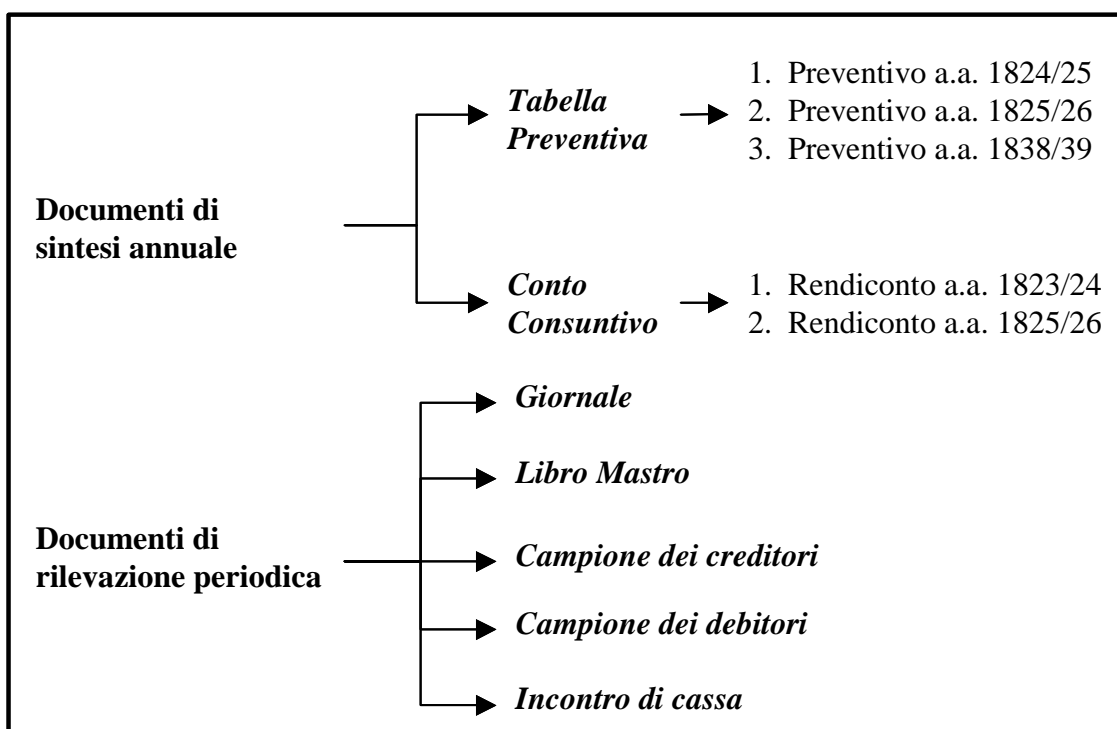 Documenti di
sintesi annuale
Tabella
Preventiva
1. Preventivo a.a. 1824/25
2. Preventivo a.a. 1825/26
3. Preventivo a.a. 1838/39
Conto
Consuntivo
1. Rendiconto a.a. 1823/24
2. Rendiconto a.a. 1825/26
Documenti di
rilevazione periodica
Giornale
Libro Mastro
Campione dei creditori
Campione dei debitori
Incontro di cassa